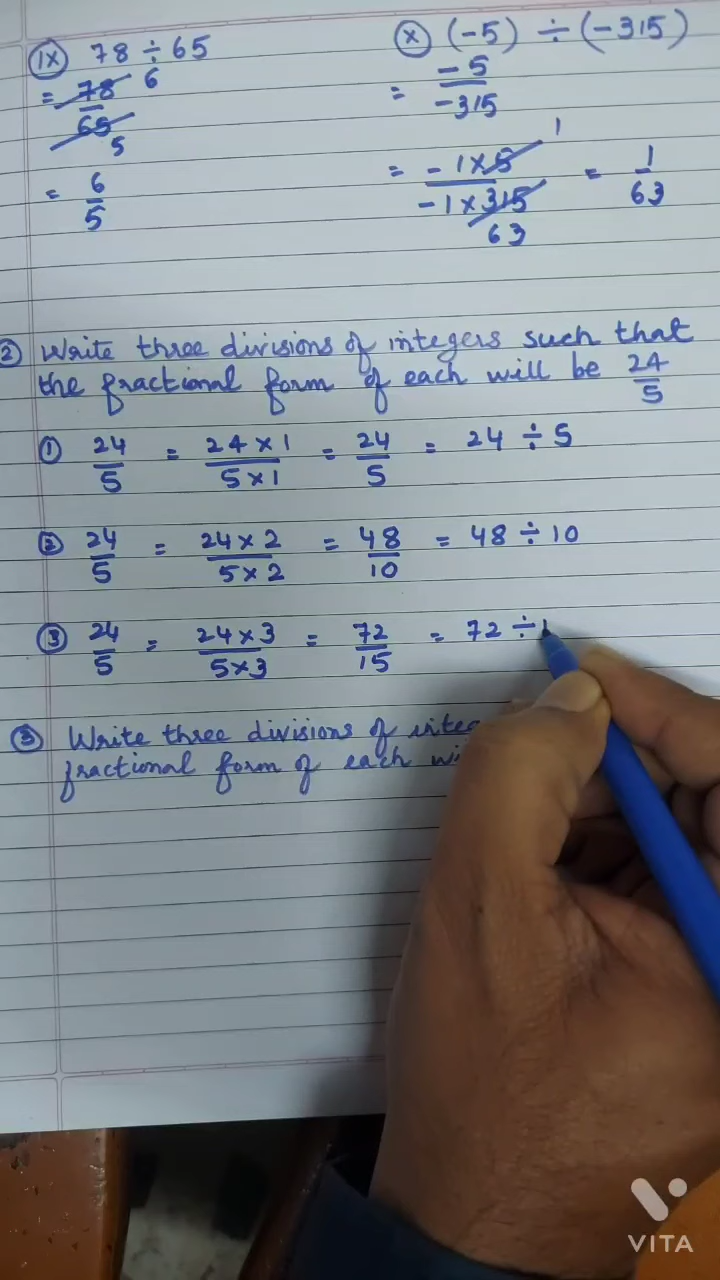 (ix) 78 ÷ 65
= 78/65 6 5
= 6/5
(x) (-5) ÷ (-315)
= -5/-315
= -1×5/-1×315 1 63 = 1/63
(2) Write three divisions of integers such that
the fractional form of each will be 24/5
(1) 24/5 = 24×1/5×1 = 24/5 = 24 ÷ 5
(2) 24/5 = 24×2/5×2 = 48/10 = 48 ÷ 10
(3) 24/5 = 24×3/5×3 = 72/15 = 72 ÷ 1
(3) Write three divisions of
fractional form of each
VITA